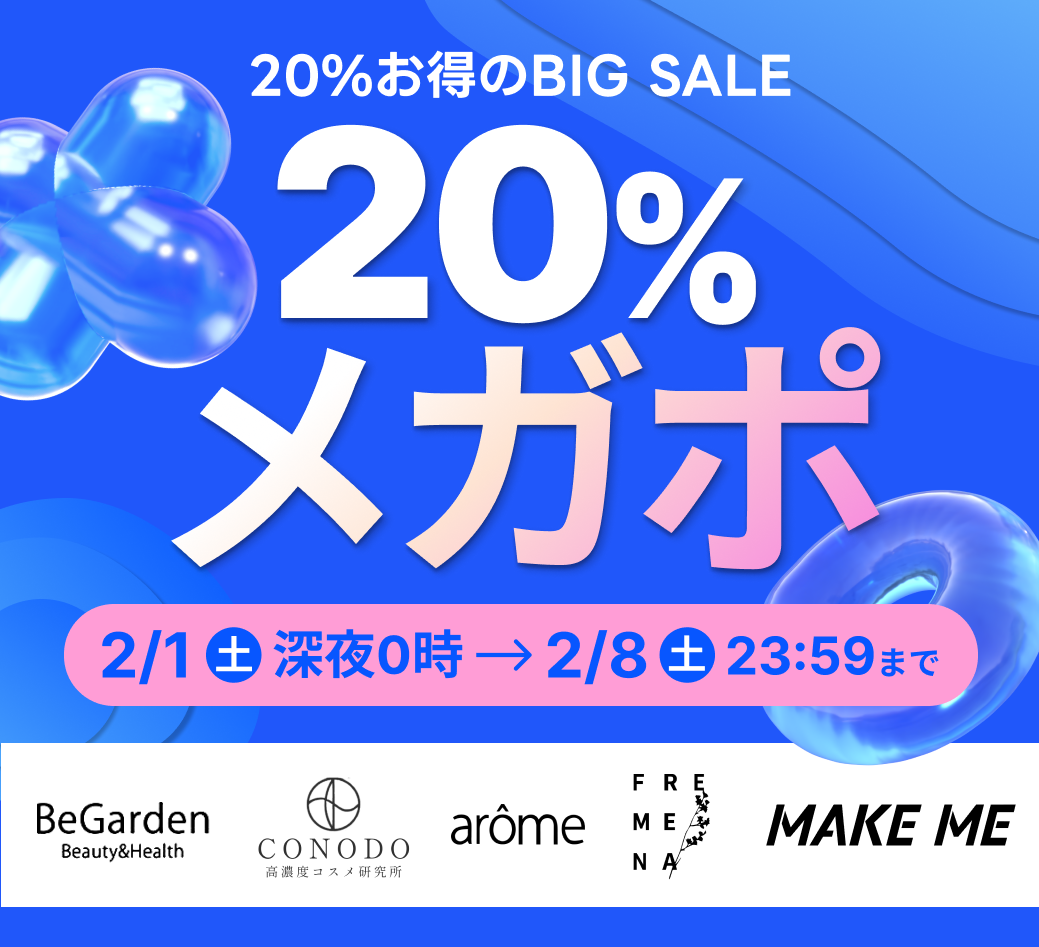 20%お得のBIG SALE
20%
メガポ
2/1 土 深夜0時 → 2/8 土 23:59まで
BeGarden
Beauty&Health
CONODO
高濃度コスメ研究所
arôme
FRE
ME
NA
MAKE ME